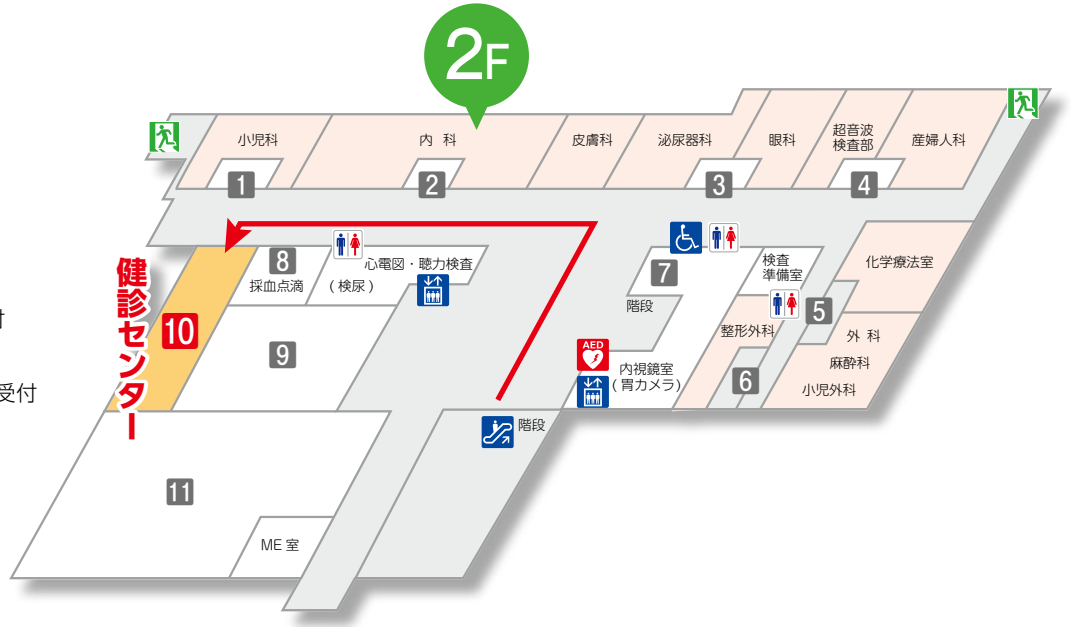 2F
小児科
内 科
皮膚科
泌尿器科
眼科
超音波
検査部
産婦人科
1
2
3
4
健診センター
10
8
採血点滴
(検尿)
心電図・聴力検査
7
検査
準備室
化学療法室
階段
5
整形外科
外 科
麻酔科
小児外科
6
9
AED
内視鏡室
(胃カメラ)
受付
階段
11
ME 室